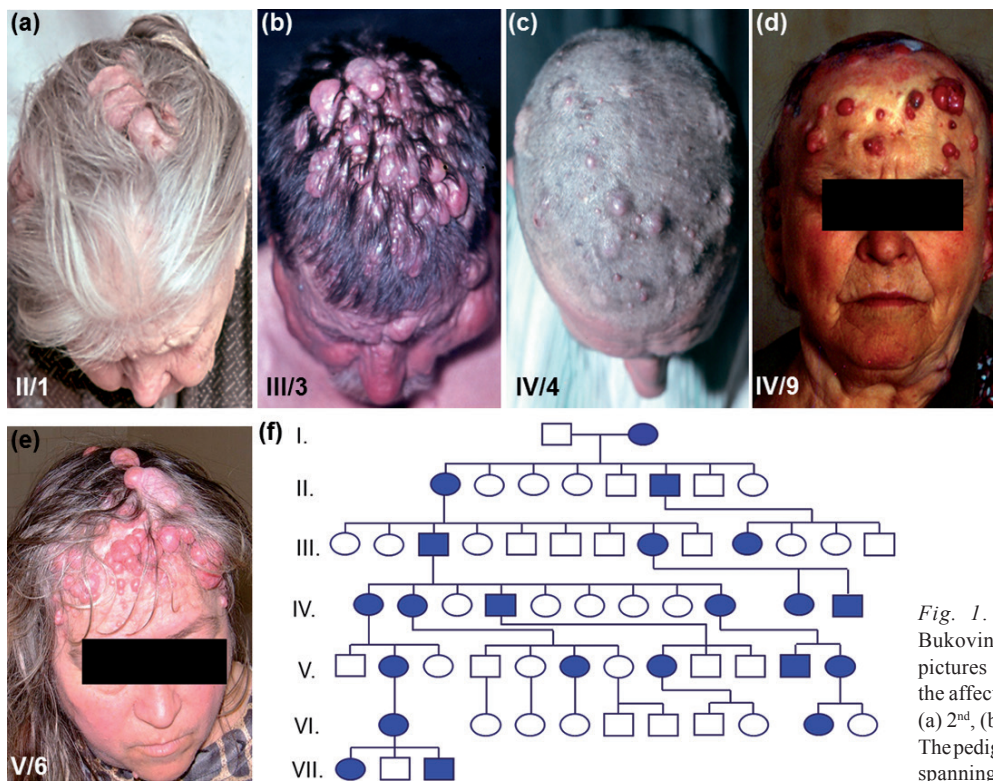 (a)
II/1
(b)
III/3
(c)
IV/4
(d)
IV/9
(e)
V/6
(f)
I.
II.
III.
IV.
V.
VI.
VII.
Fig. 1.
Bukovin
pictures
the affect
(a) 2nd, (b
The pedig
spanning